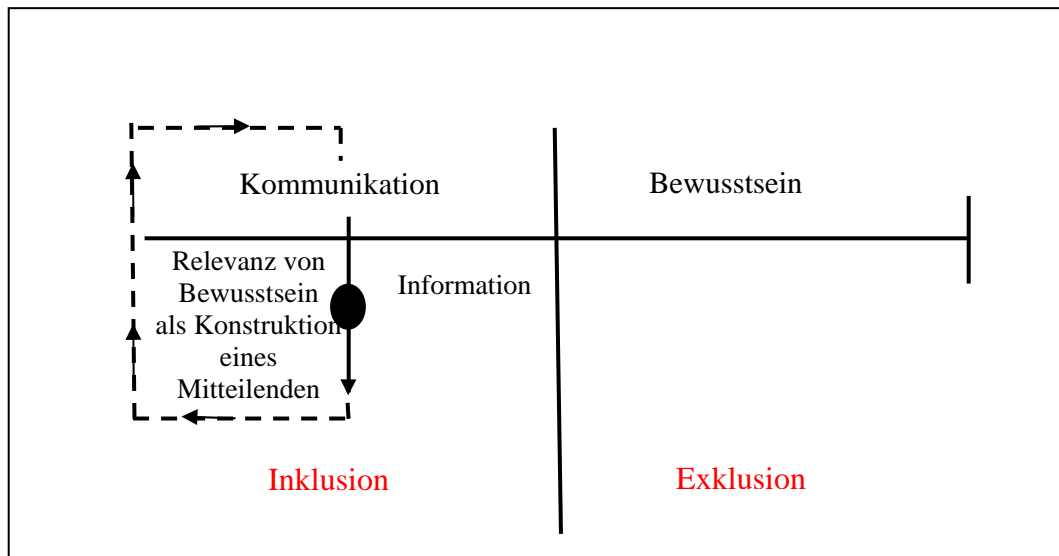 Kommunikation
Bewusstsein
Relevanz von
Bewusstsein
als Konstruktion
eines
Mitteilenden
Information
Inklusion
Exklusion